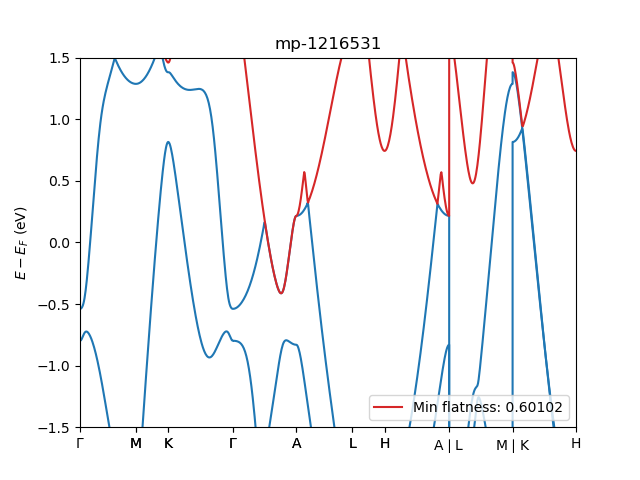 mp-1216531
E − E_F (eV)
1.5
1.0
0.5
0.0
−0.5
−1.0
−1.5
Min flatness: 0.60102
Γ M K Γ A L H A | L M | K H